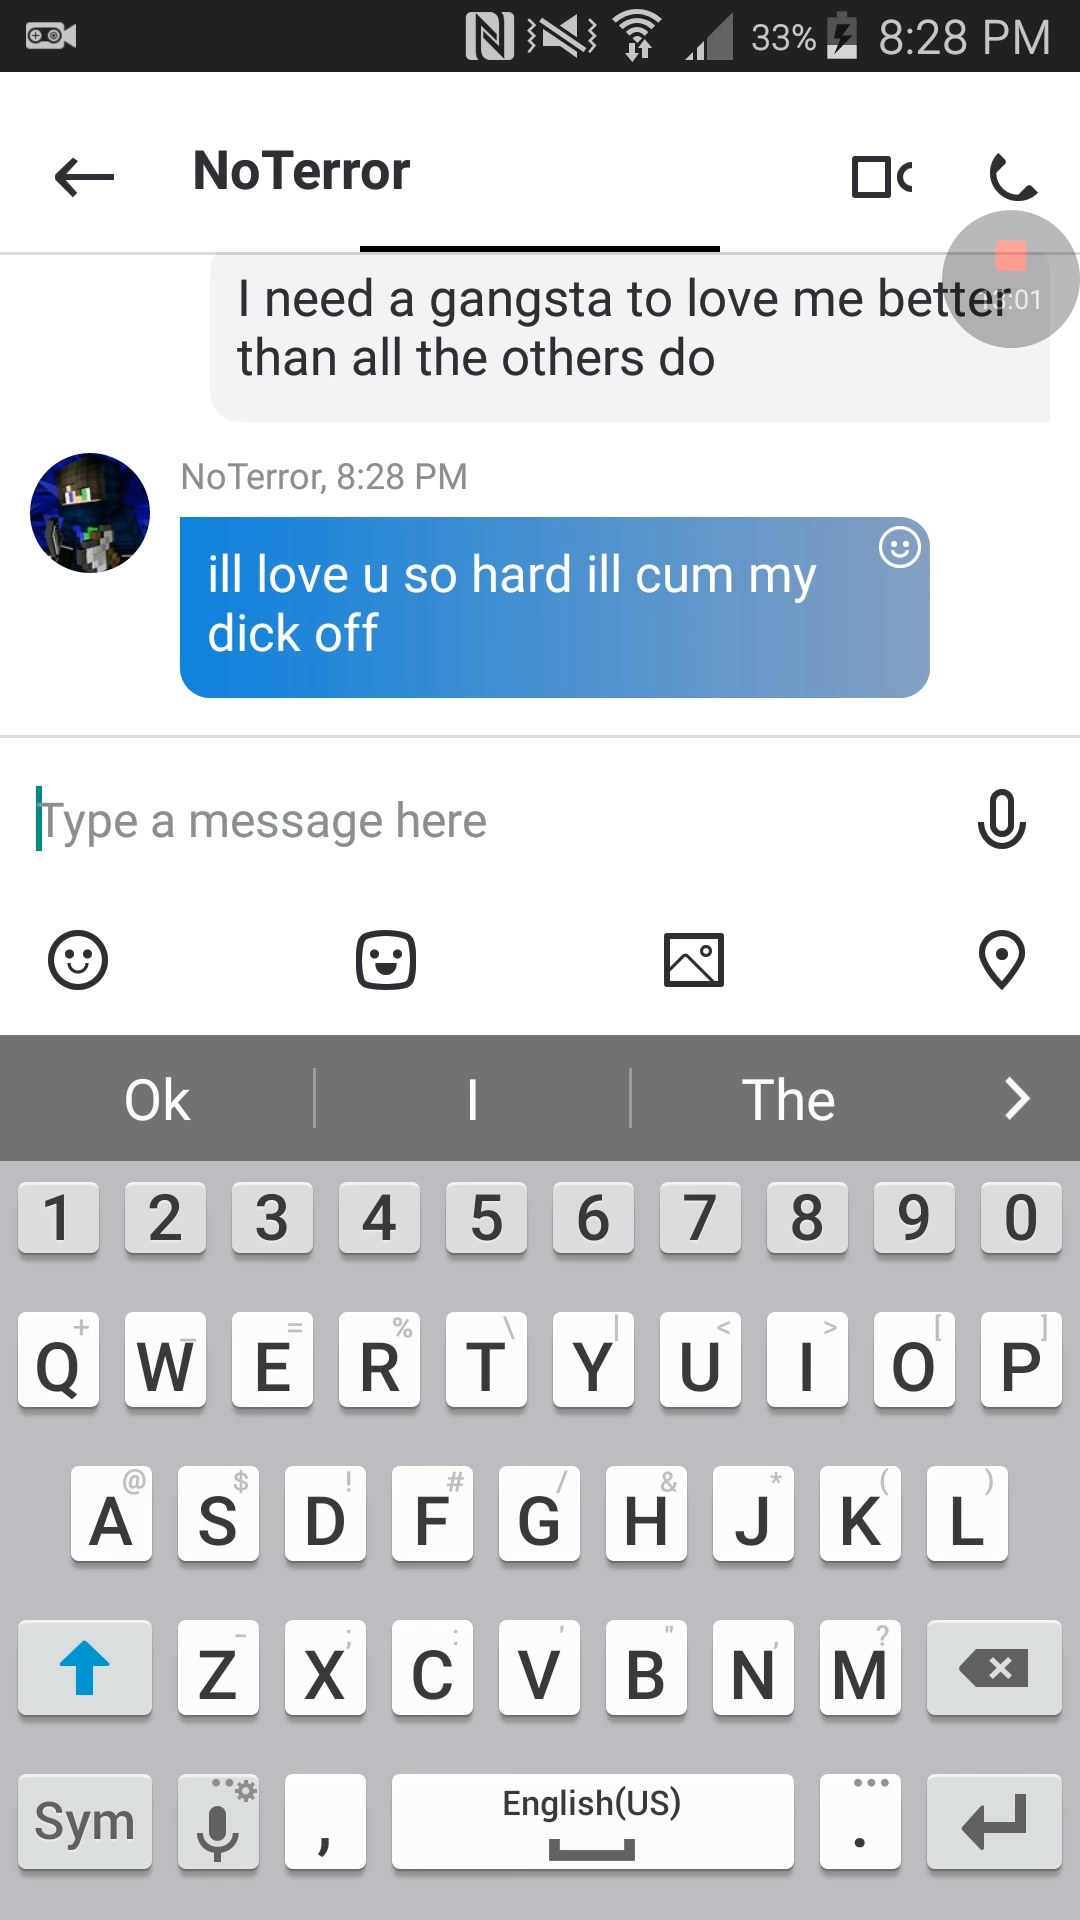 33% 8:28 PM
NoTerror
I need a gangsta to love me better
than all the others do
:01
NoTerror, 8:28 PM
ill love u so hard ill cum my
dick off
Type a message here
Ok I The
1 2 3 4 5 6 7 8 9 0
+ _ = % \ | < > [ ]
Q W E R T Y U I O P
@ $ ! # / & * ( )
A S D F G H J K L
- ; : ' " , ?
Z X C V B N M
English(US)
Sym , .